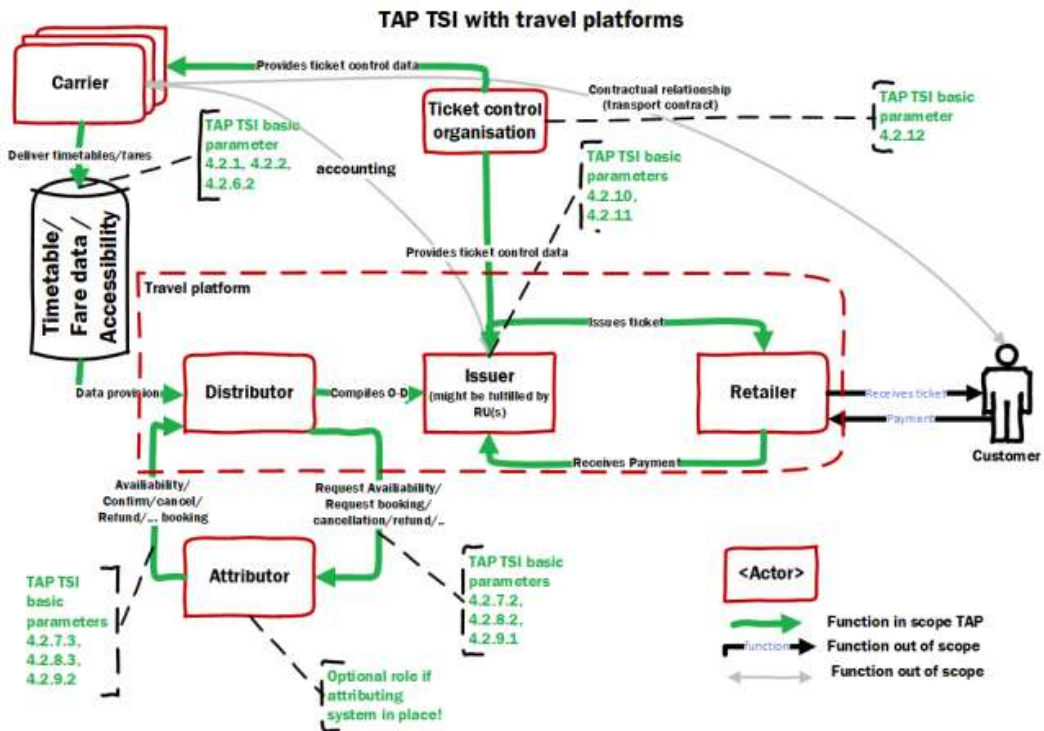 TAP TSI with travel platforms
Carrier
Provides ticket control data
Ticket control
organisation
Contractual relationship
(transport contract)
TAP TSI basic
parameter
4.2.12
Deliver timetables/fares
TAP TSI basic
parameter
4.2.1, 4.2.2,
4.2.6.2
accounting
TAP TSI basic
parameters
4.2.10,
4.2.11
Timetable/
Fare data /
Accessibility
Provides ticket control data
Travel platform
Issues ticket
Data provision
Distributor
Compiles O-D
Issuer
(might be fulfilled by
RU(s)
Retailer
Receives ticket
Payment
Customer
Receives Payment
Availiability/
Confirm/cancel/
Refund/... booking
Request Availiability/
Request booking/
cancellation/refund/..
Attributor
TAP TSI
basic
parameters
4.2.7.3,
4.2.8.3,
4.2.9.2
TAP TSI basic
parameters
4.2.7.2,
4.2.8.2,
4.2.9.1
Optional role if
attributing
system in place!
<Actor>
Function in scope TAP
function
Function out of scope
Function out of scope